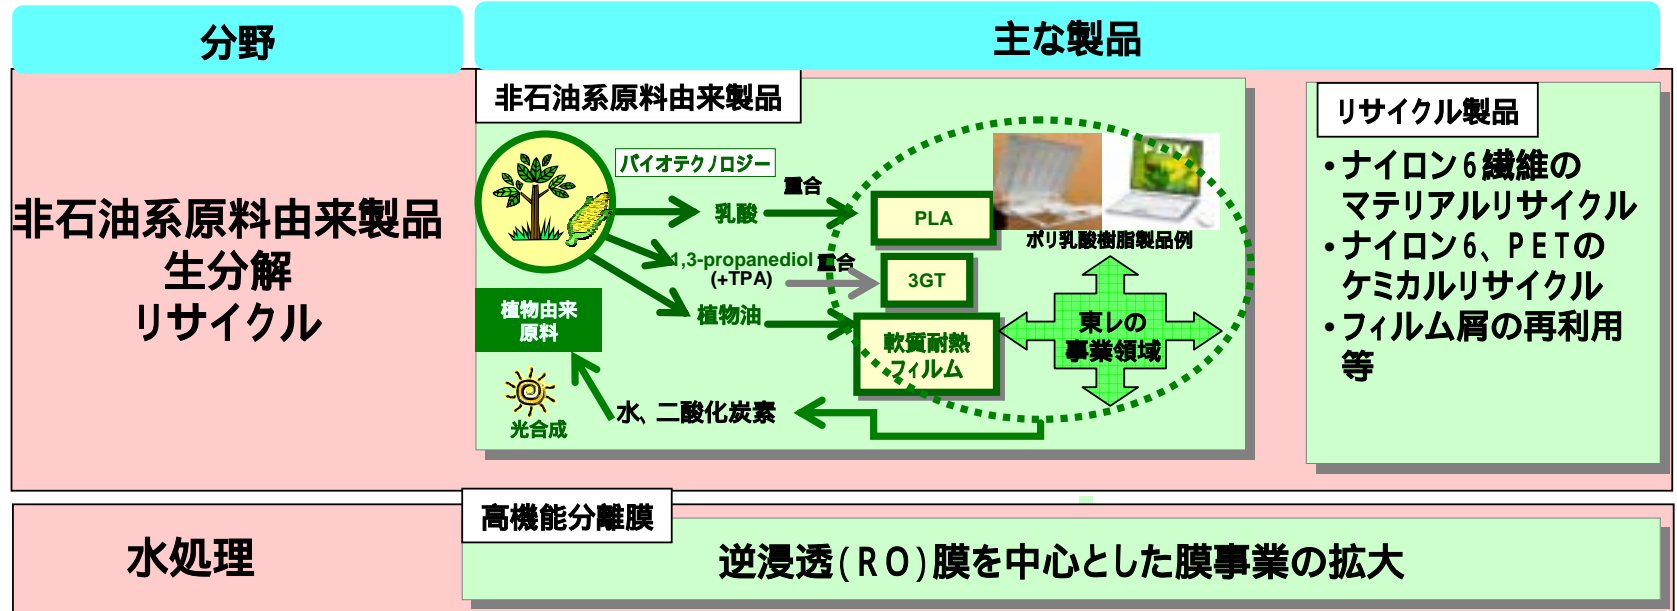 分野
主な製品
非石油系原料由来製品
生分解
リサイクル
非石油系原料由来製品
バイオテクノロジー
重合
乳酸
PLA
ポリ乳酸樹脂製品例
1,3-propanediol
(+TPA)
重合
3GT
植物由来
原料
植物油
軟質耐熱
フィルム
東レの
事業領域
光合成
水、二酸化炭素
リサイクル製品
・ナイロン6繊維の
マテリアルリサイクル
・ナイロン6、PETの
ケミカルリサイクル
・フィルム屑の再利用
等
水処理
高機能分離膜
逆浸透(RO)膜を中心とした膜事業の拡大